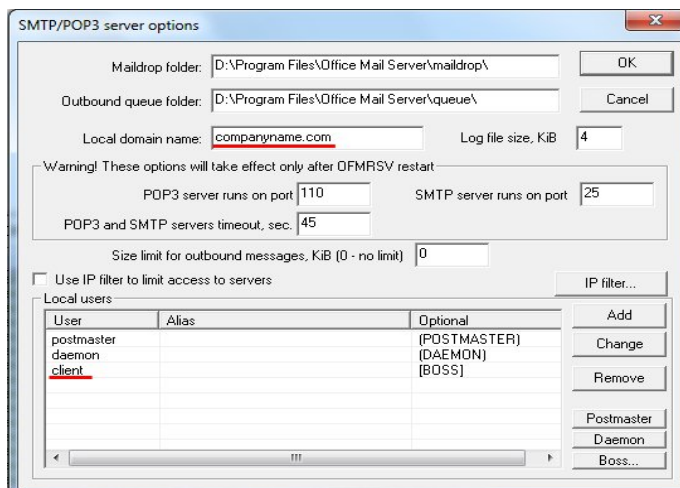 SMTP/POP3 server options
Maildrop folder: D:\Program Files\Office Mail Server\maildrop\ OK
Outbound queue folder: D:\Program Files\Office Mail Server\queue\ Cancel
Local domain name: companyname.com Log file size, KiB 4
Warning! These options will take effect only after OFMRSV restart
POP3 server runs on port 110 SMTP server runs on port 25
POP3 and SMTP servers timeout, sec. 45
Size limit for outbound messages, KiB (0 - no limit) 0
Use IP filter to limit access to servers IP filter...
Local users
User Alias Optional
postmaster (POSTMASTER)
daemon (DAEMON)
client [BOSS]
Add
Change
Remove
Postmaster
Daemon
Boss...